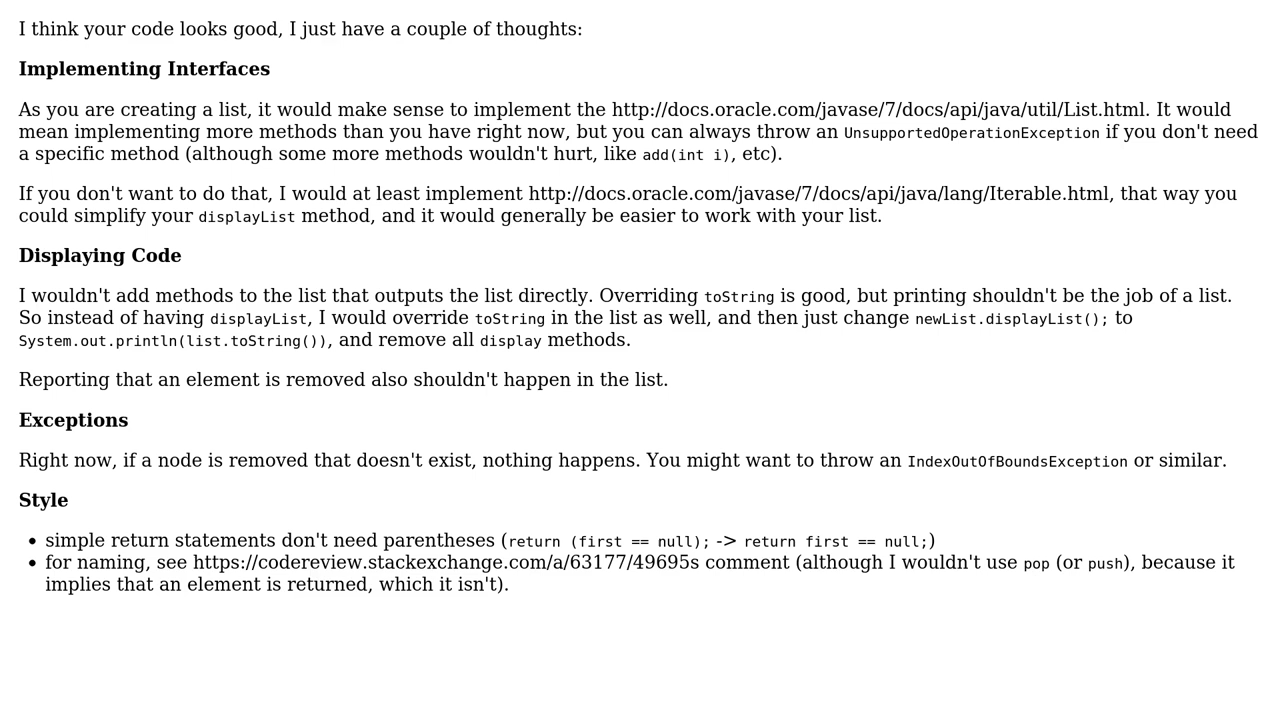 I think your code looks good, I just have a couple of thoughts:
Implementing Interfaces
As you are creating a list, it would make sense to implement the http://docs.oracle.com/javase/7/docs/api/java/util/List.html. It would
mean implementing more methods than you have right now, but you can always throw an UnsupportedOperationException if you don't need
a specific method (although some more methods wouldn't hurt, like add(int i), etc).
If you don't want to do that, I would at least implement http://docs.oracle.com/javase/7/docs/api/java/lang/Iterable.html, that way you
could simplify your displayList method, and it would generally be easier to work with your list.
Displaying Code
I wouldn't add methods to the list that outputs the list directly. Overriding toString is good, but printing shouldn't be the job of a list.
So instead of having displayList, I would override toString in the list as well, and then just change newList.displayList(); to
System.out.println(list.toString()), and remove all display methods.
Reporting that an element is removed also shouldn't happen in the list.
Exceptions
Right now, if a node is removed that doesn't exist, nothing happens. You might want to throw an IndexOutOfBoundsException or similar.
Style
• simple return statements don't need parentheses (return (first == null); -> return first == null;)
• for naming, see https://codereview.stackexchange.com/a/63177/49695s comment (although I wouldn't use pop (or push), because it
implies that an element is returned, which it isn't).